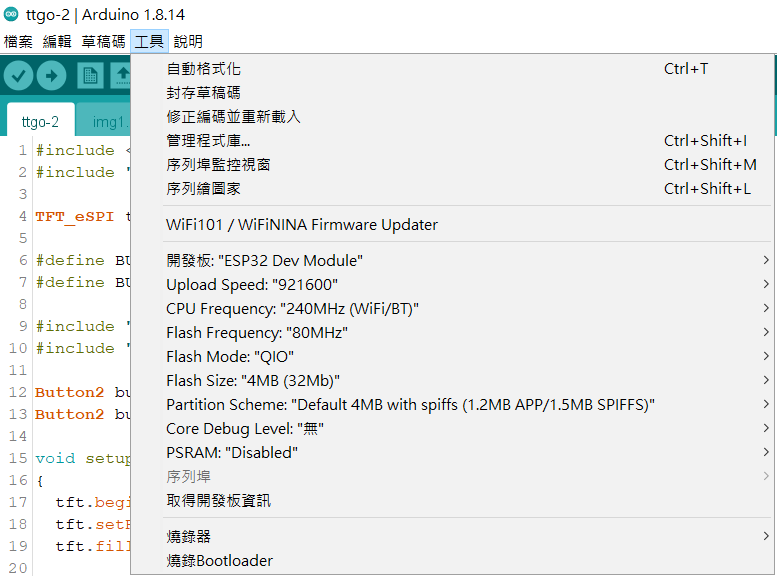 ttgo-2 | Arduino 1.8.14
檔案 編輯 草稿碼 工具 說明
自動格式化 Ctrl+T
封存草稿碼
修正編碼並重新載入
管理程式庫... Ctrl+Shift+I
序列埠監控視窗 Ctrl+Shift+M
序列繪圖家 Ctrl+Shift+L
WiFi101 / WiFiNINA Firmware Updater
開發板: "ESP32 Dev Module"
Upload Speed: "921600"
CPU Frequency: "240MHz (WiFi/BT)"
Flash Frequency: "80MHz"
Flash Mode: "QIO"
Flash Size: "4MB (32Mb)"
Partition Scheme: "Default 4MB with spiffs (1.2MB APP/1.5MB SPIFFS)"
Core Debug Level: "無"
PSRAM: "Disabled"
序列埠
取得開發板資訊
燒錄器
燒錄Bootloader
ttgo-2 img1.
1 #include <
2 #include "
3
4 TFT_eSPI t
5
6 #define BU
7 #define BU
8
9 #include "
10 #include "
11
12 Button2 bu
13 Button2 bu
14
15 void setup
16 {
17 tft.begi
18 tft.setR
19 tft.fill
20